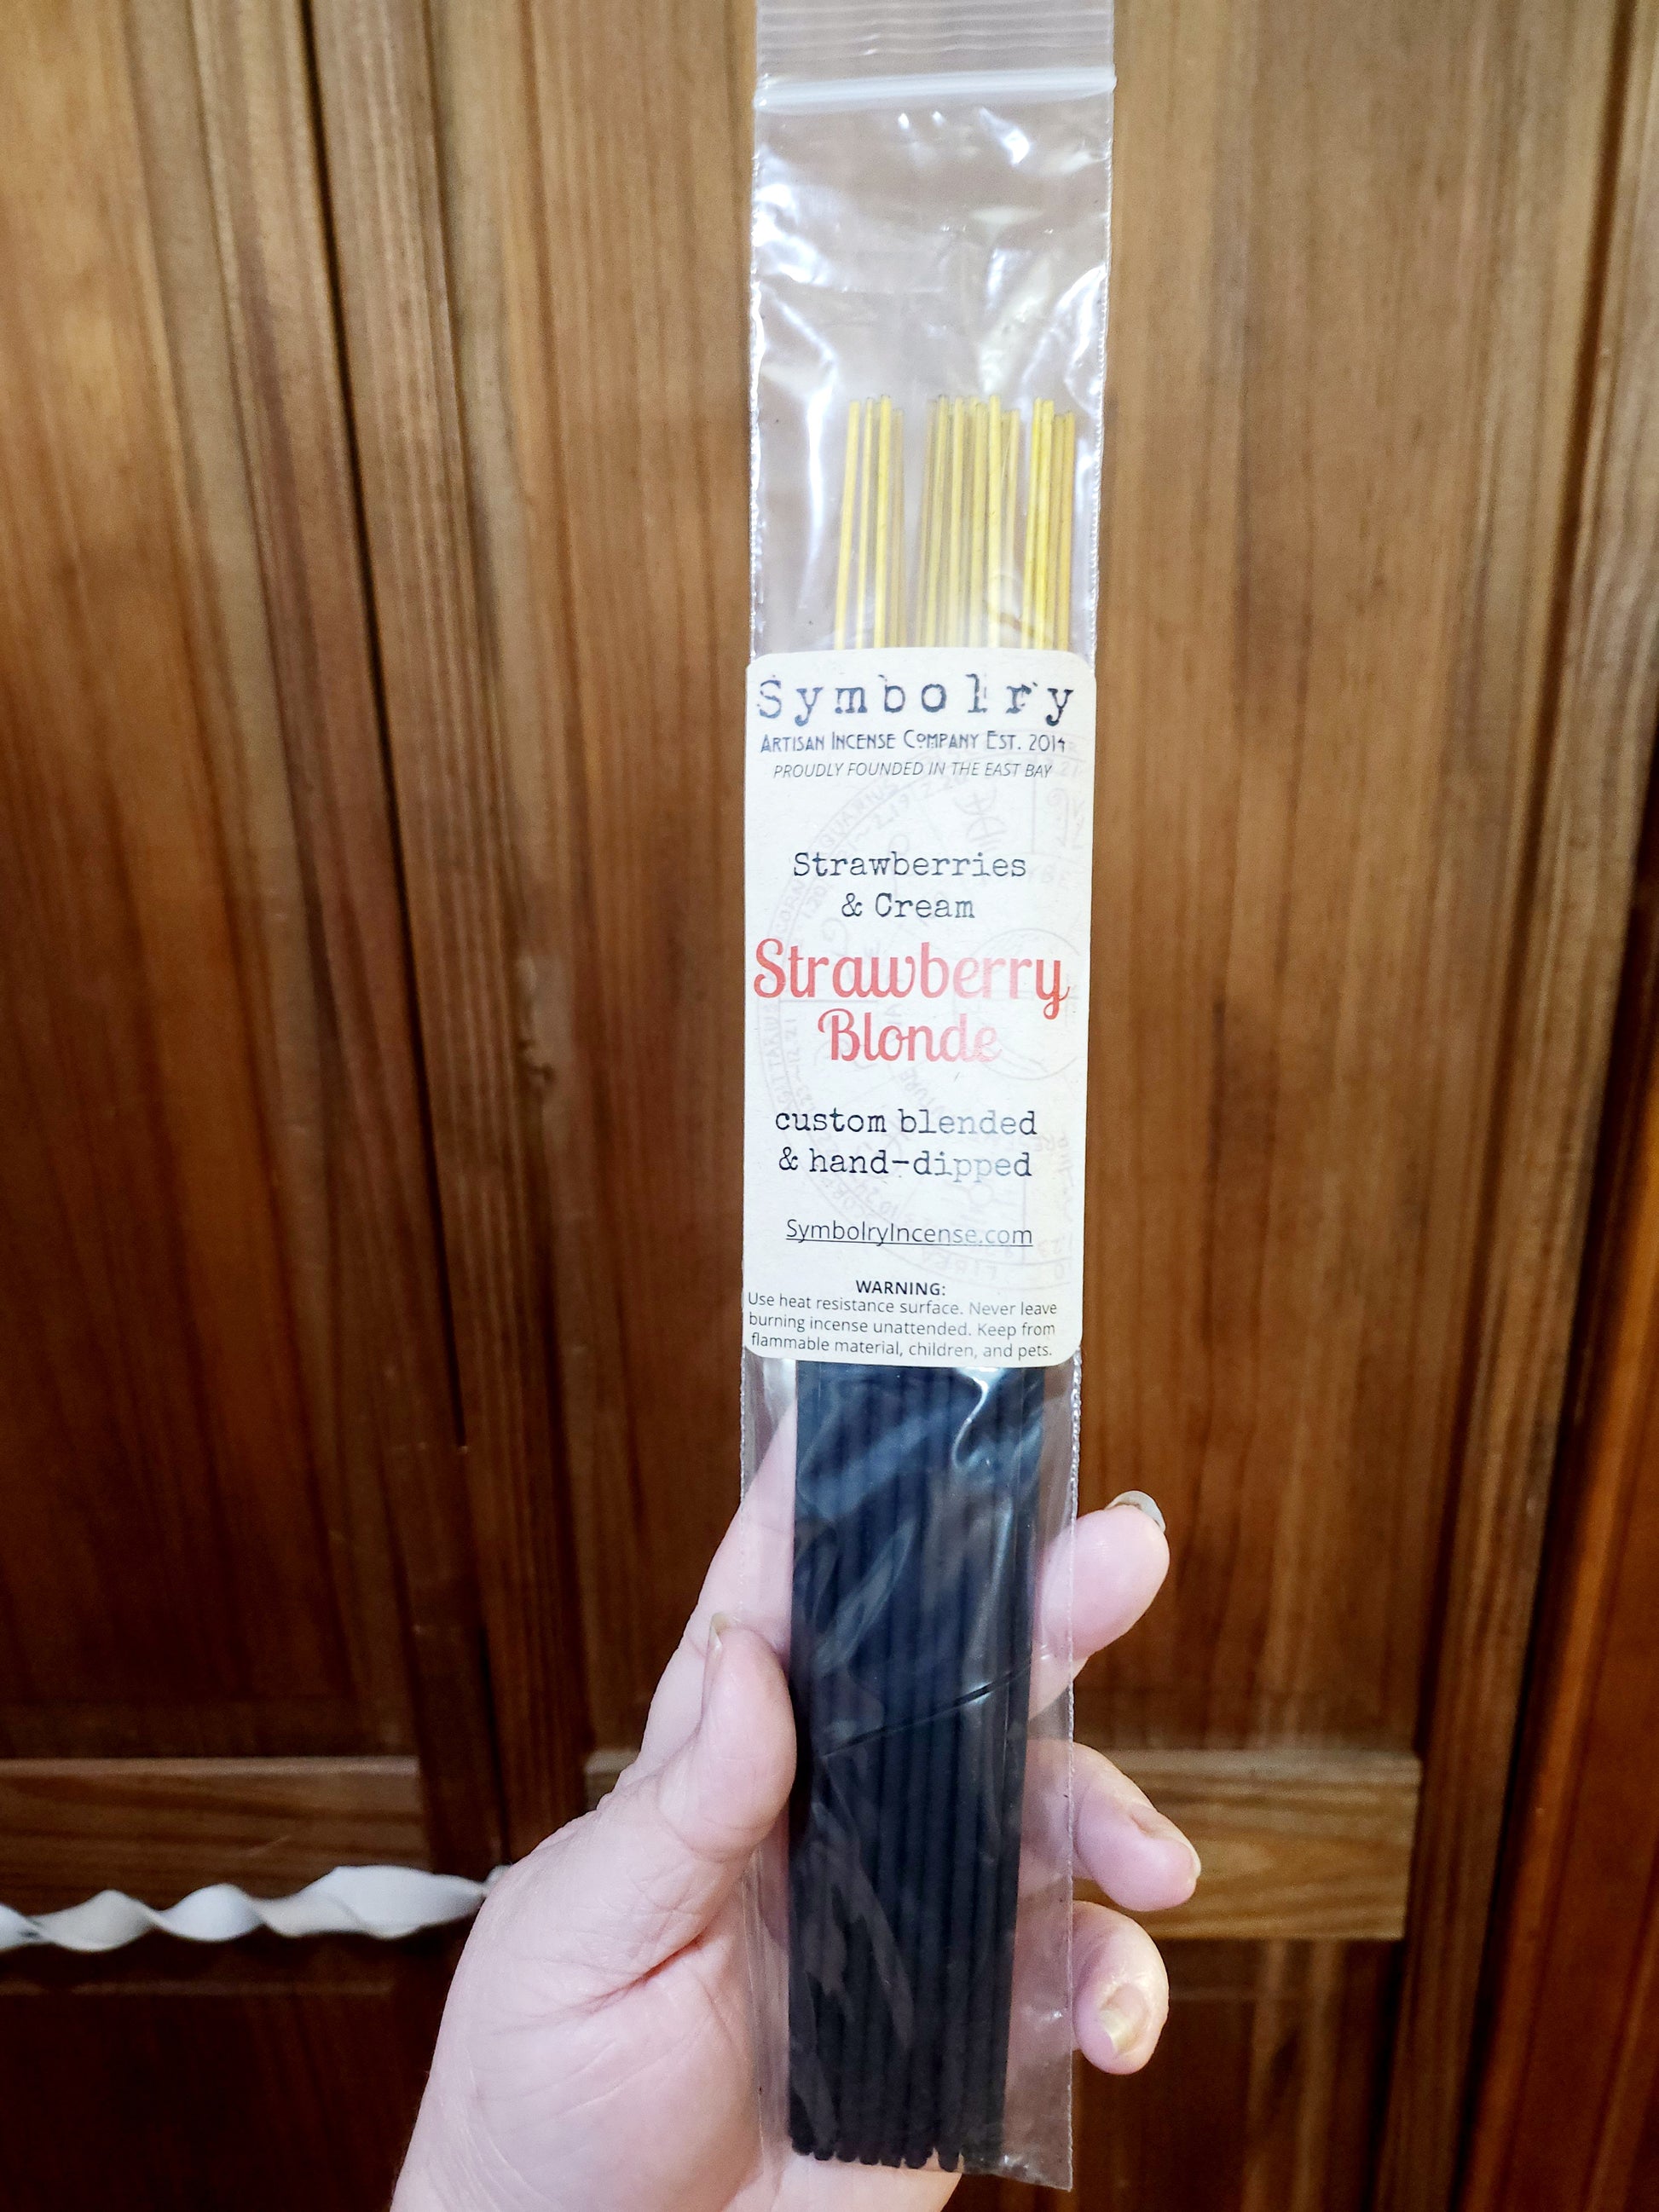 Symbolry
ARTISAN INCENSE COMPANY EST. 2014
PROUDLY FOUNDED IN THE EAST BAY
Strawberries
& Cream
Strawberry
Blonde
custom blended
& hand-dipped
SymbolryIncense.com
WARNING:
Use heat resistance surface. Never leave
burning incense unattended. Keep from
flammable material, children, and pets.